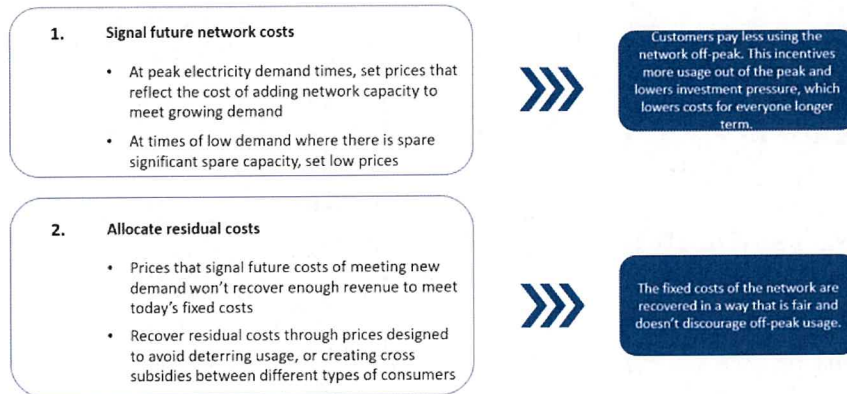 1. Signal future network costs
• At peak electricity demand times, set prices that
reflect the cost of adding network capacity to
meet growing demand
• At times of low demand where there is spare
significant spare capacity, set low prices
Customers pay less using the
network off-peak. This incentives
more usage out of the peak and
lowers investment pressure, which
lowers costs for everyone longer
term.
2. Allocate residual costs
• Prices that signal future costs of meeting new
demand won't recover enough revenue to meet
today's fixed costs
• Recover residual costs through prices designed
to avoid deterring usage, or creating cross
subsidies between different types of consumers
The fixed costs of the network are
recovered in a way that is fair and
doesn't discourage off-peak usage.